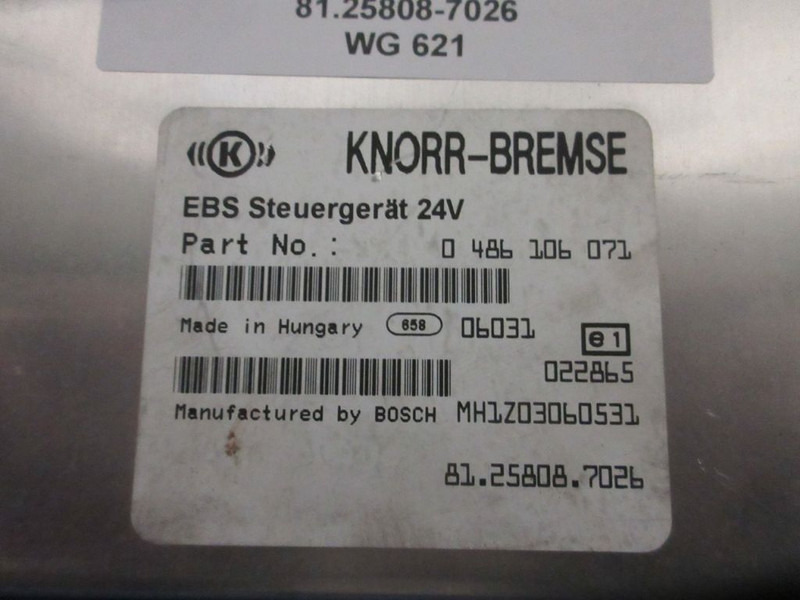 81.25808-7026
WG 621
K KNORR-BREMSE
EBS Steuergerät 24V
Part No.: 0 486 106 071
Made in Hungary 658 06031 e1
022865
Manufactured by BOSCH MH1Z03060531
81.25808.7026